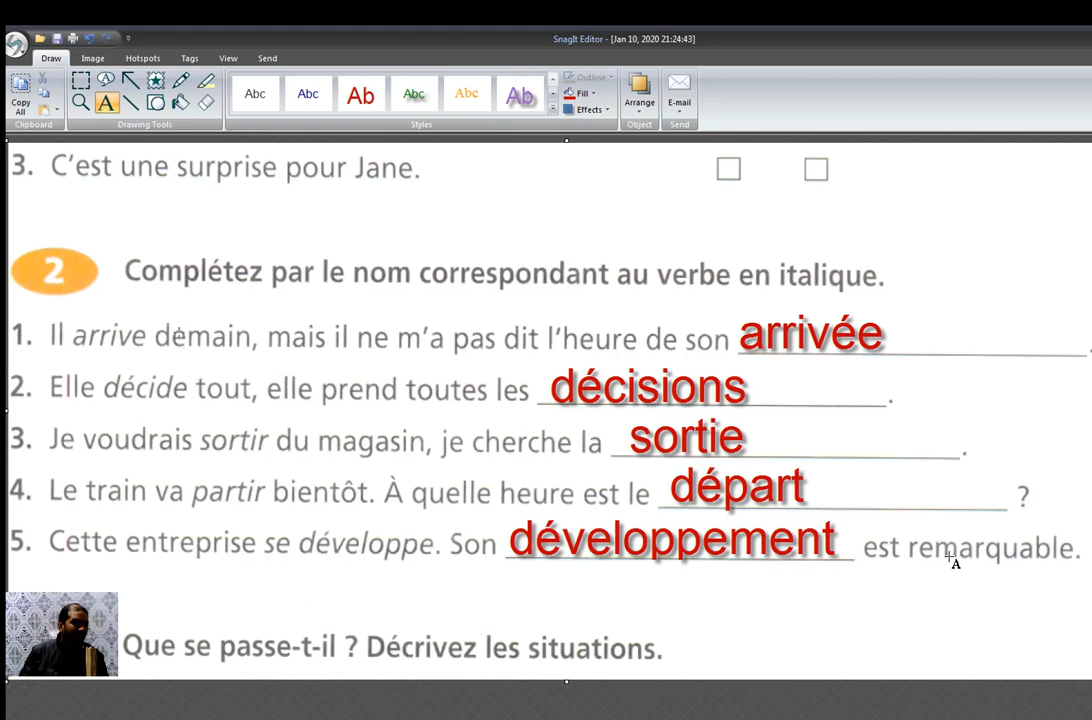 SnagIt Editor - [Jan 10, 2020 21:24:43]
Draw Image Hotspots Tags View Send
Copy All
Abc Abc Ab Abc Abc Ab
Outline
Fill
Effects
Arrange
E-mail
Clipboard Drawing Tools Styles Object Send
3. C'est une surprise pour Jane.
2 Complétez par le nom correspondant au verbe en italique.
1. Il arrive demain, mais il ne m'a pas dit l'heure de son arrivée.
2. Elle décide tout, elle prend toutes les décisions.
3. Je voudrais sortir du magasin, je cherche la sortie.
4. Le train va partir bientôt. À quelle heure est le départ ?
5. Cette entreprise se développe. Son développement est remarquable.
Que se passe-t-il ? Décrivez les situations.